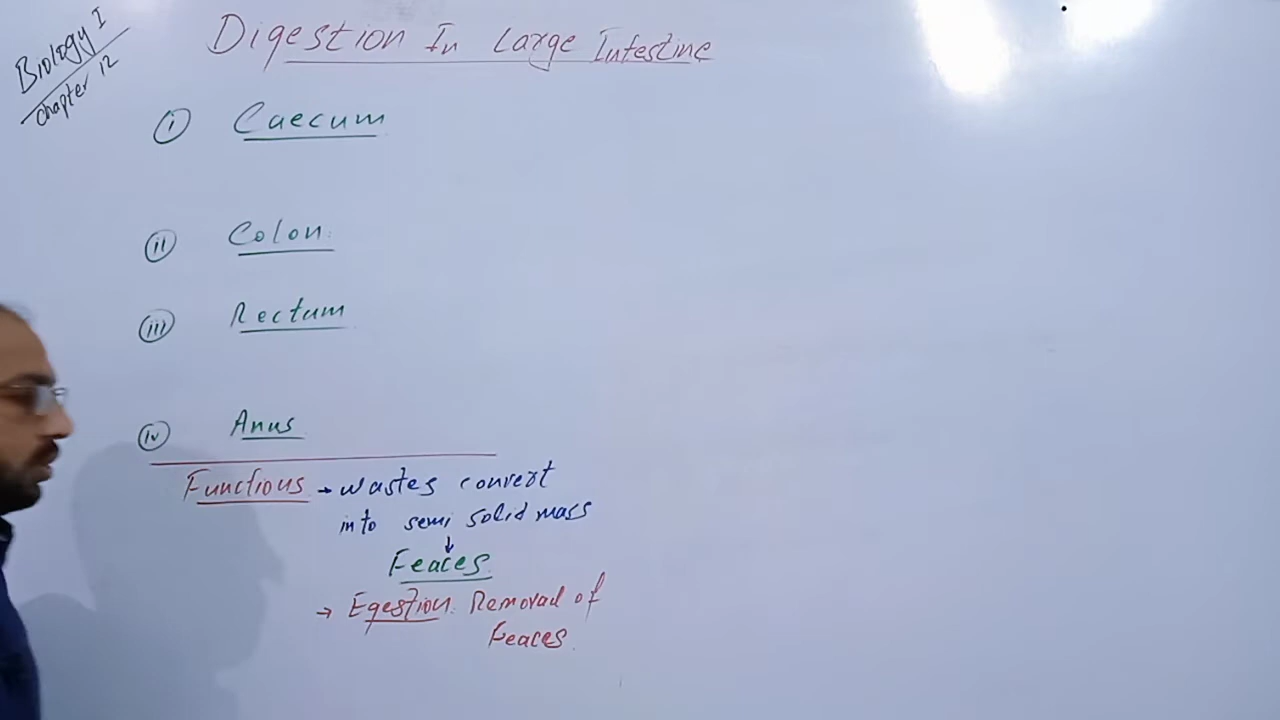 Biology I
Chapter 12
Digestion In Large Intestine
i Caecum
ii Colon.
iii Rectum
iv Anus
Functions → wastes convert
into semi solid mass
↓
Feaces
→ Egestion. Removal of
Feaces.